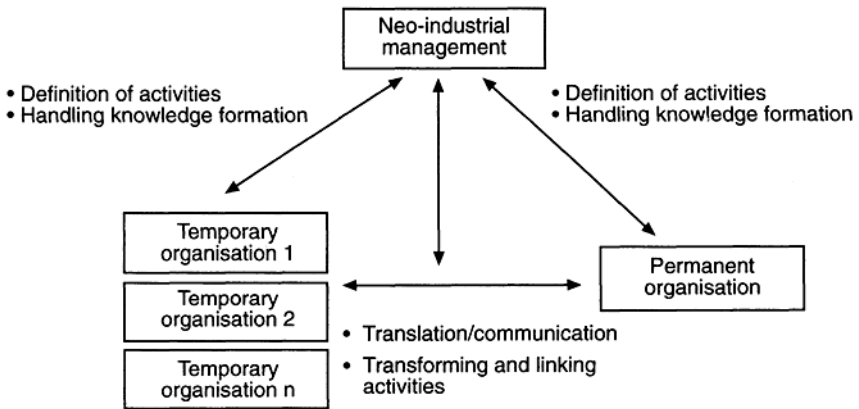 Neo-industrial
management
• Definition of activities
• Handling knowledge formation
• Definition of activities
• Handling knowledge formation
Temporary
organisation 1
Temporary
organisation 2
Temporary
organisation n
Permanent
organisation
• Translation/communication
• Transforming and linking
activities